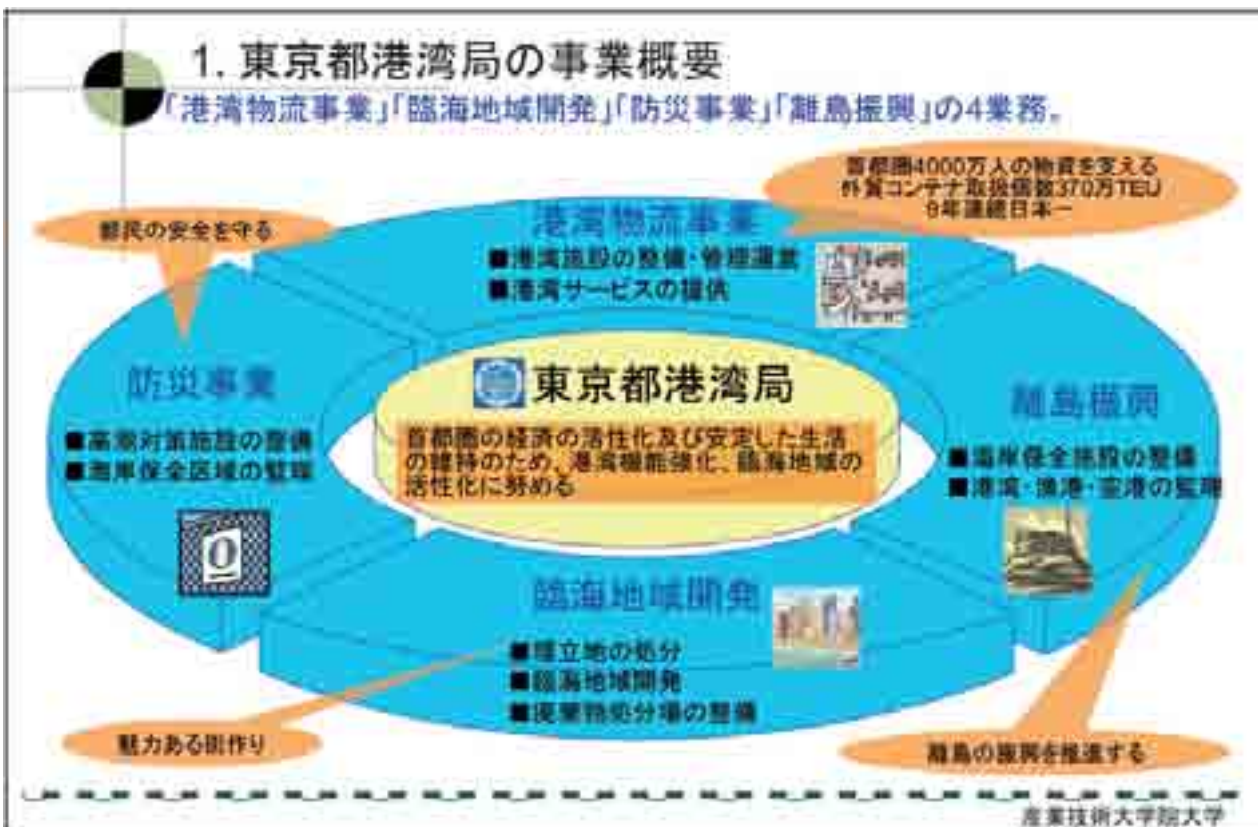 1. 東京都港湾局の事業概要
「港湾物流事業」「臨海地域開発」「防災事業」「離島振興」の4業務。
首都圏4000万人の物資を支える
外貿コンテナ取扱個数370万TEU
9年連続日本一
都民の安全を守る
港湾物流事業
■港湾施設の整備・管理運営
■港湾サービスの提供
防災事業
■高潮対策施設の整備
■海岸保全区域の監理
東京都港湾局
首都圏の経済の活性化及び安定した生活
の維持のため、港湾機能強化、臨海地域の
活性化に努める
離島振興
■海岸保全施設の整備
■港湾・漁港・空港の監理
臨海地域開発
■埋立地の処分
■臨海地域開発
■廃棄物処分場の整備
魅力ある街作り
離島の振興を推進する
産業技術大学院大学